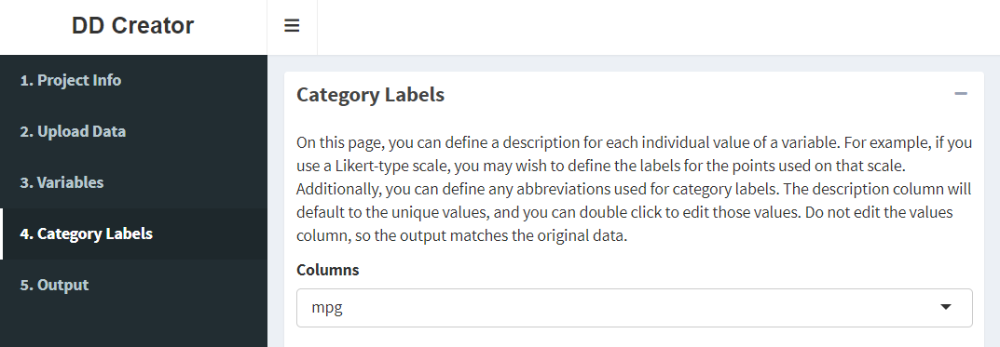 DD Creator
1. Project Info
2. Upload Data
3. Variables
4. Category Labels
5. Output
Category Labels
On this page, you can define a description for each individual value of a variable. For example, if you
use a Likert-type scale, you may wish to define the labels for the points used on that scale.
Additionally, you can define any abbreviations used for category labels. The description column will
default to the unique values, and you can double click to edit those values. Do not edit the values
column, so the output matches the original data.
Columns
mpg